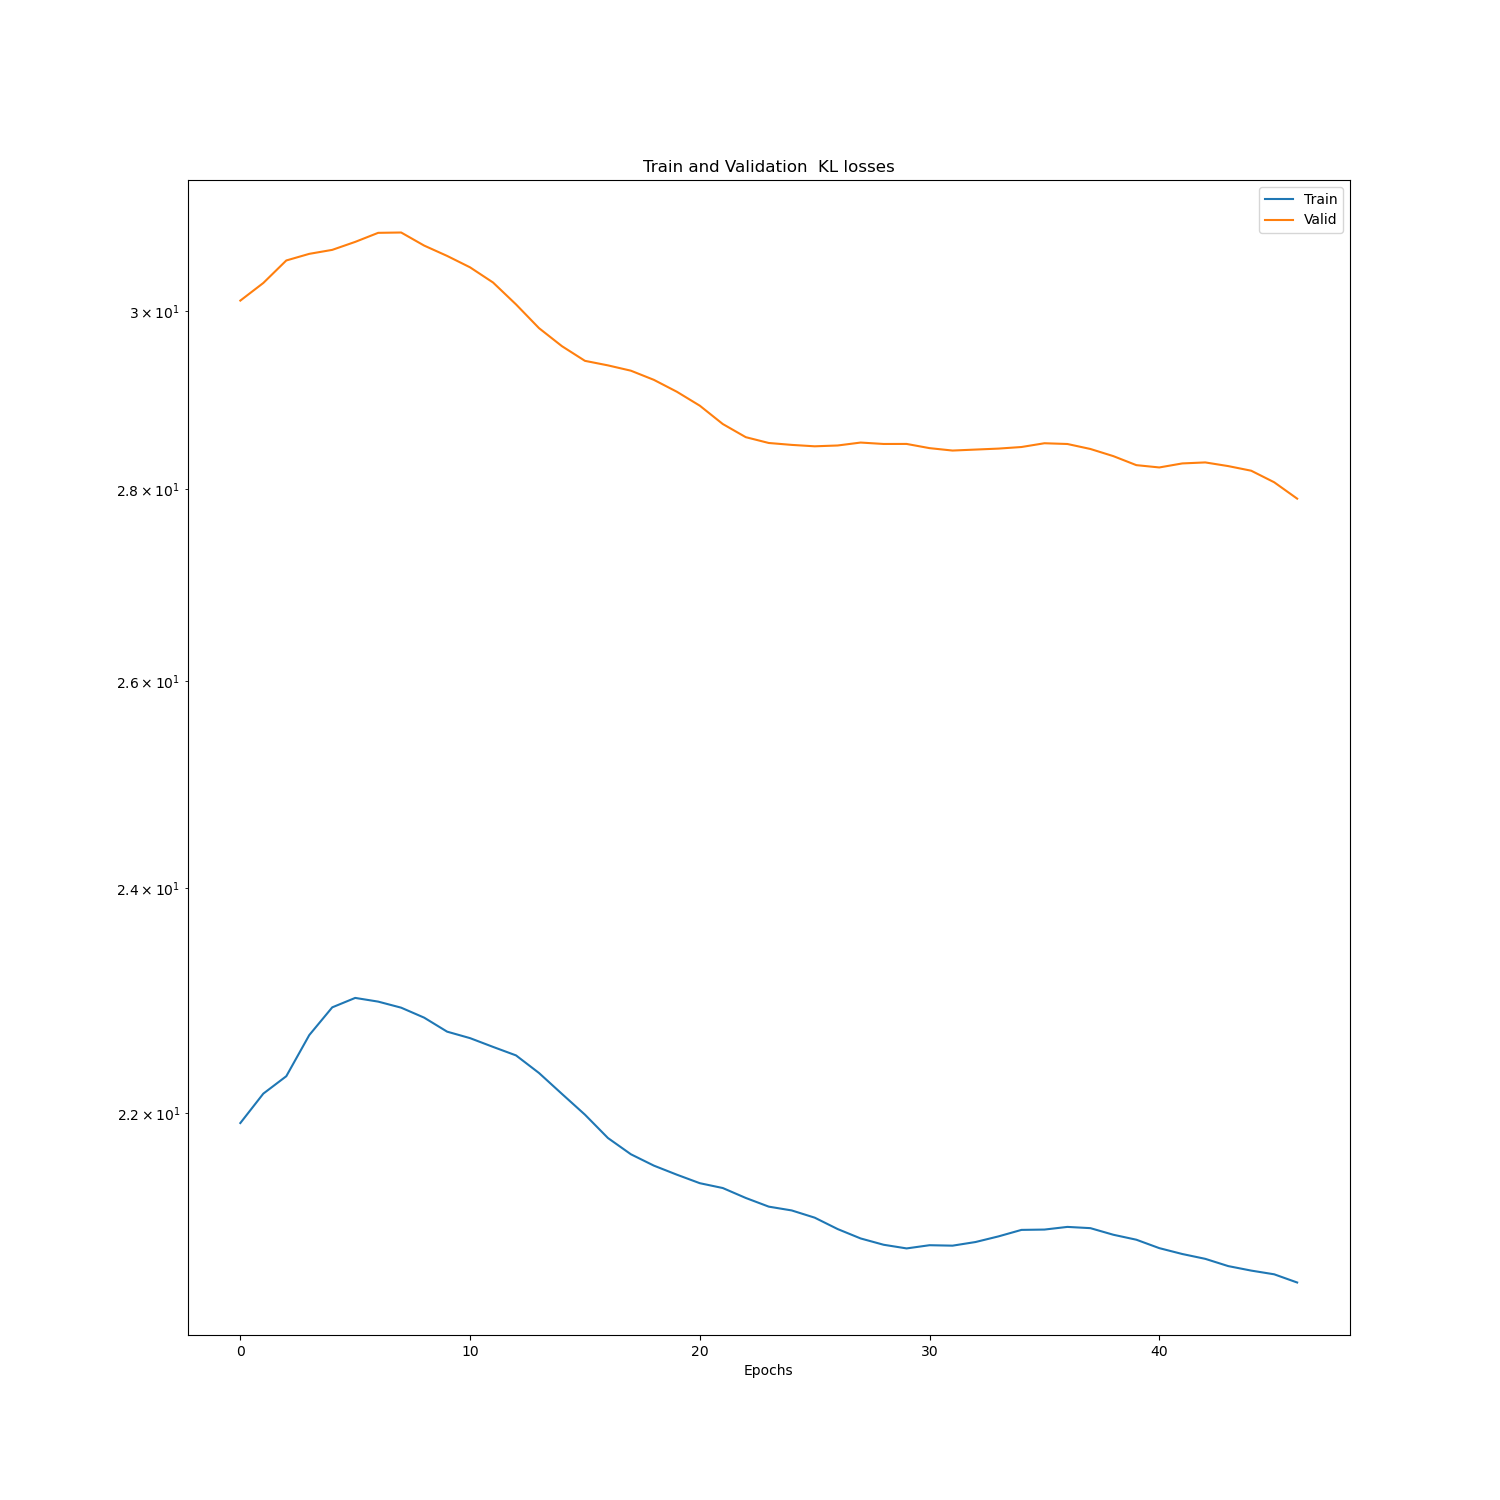 Train and Validation  KL losses
Train
Valid
3 × 10¹
2.8 × 10¹
2.6 × 10¹
2.4 × 10¹
2.2 × 10¹
0 10 20 30 40
Epochs